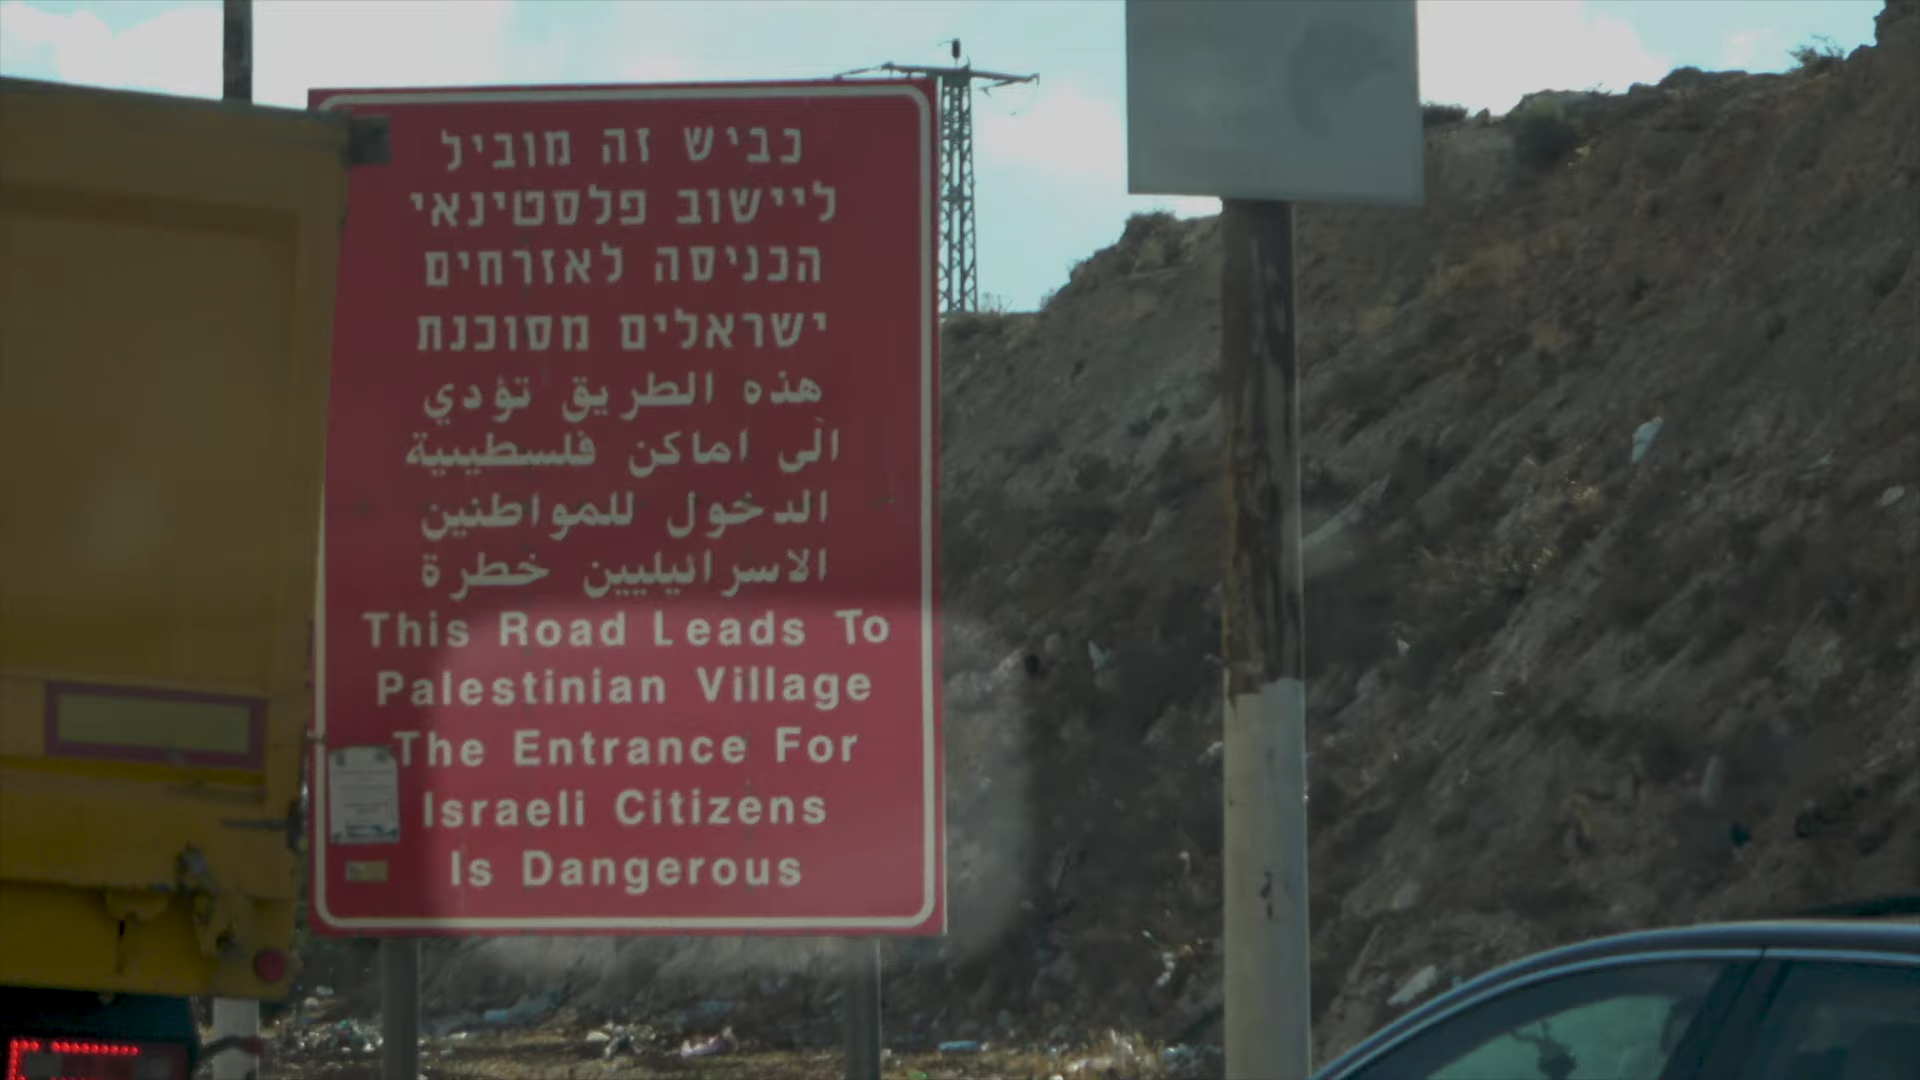 כביש זה מוביל
ליישוב פלסטינאי
הכניסה לאזרחים
ישראלים מסוכנת
هذه الطريق تؤدي
الى اماكن فلسطينية
الدخول للمواطنين
الاسرائيليين خطرة
This Road Leads To
Palestinian Village
The Entrance For
Israeli Citizens
Is Dangerous